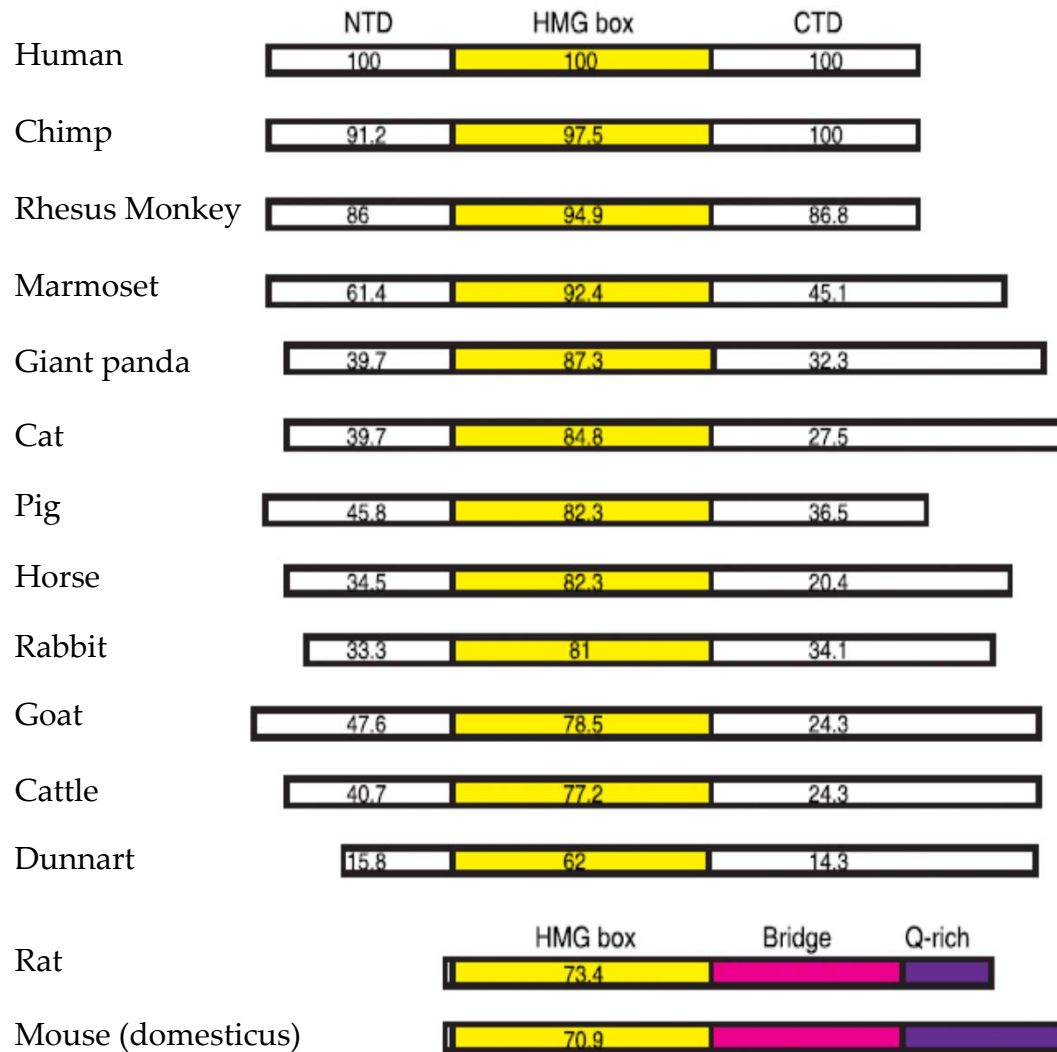 NTD HMG box CTD
Human 100 100 100
Chimp 91.2 97.5 100
Rhesus Monkey 86 94.9 86.8
Marmoset 61.4 92.4 45.1
Giant panda 39.7 87.3 32.3
Cat 39.7 84.8 27.5
Pig 45.8 82.3 36.5
Horse 34.5 82.3 20.4
Rabbit 33.3 81 34.1
Goat 47.6 78.5 24.3
Cattle 40.7 77.2 24.3
Dunnart 15.8 62 14.3
HMG box Bridge Q-rich
Rat 73.4
Mouse (domesticus) 70.9